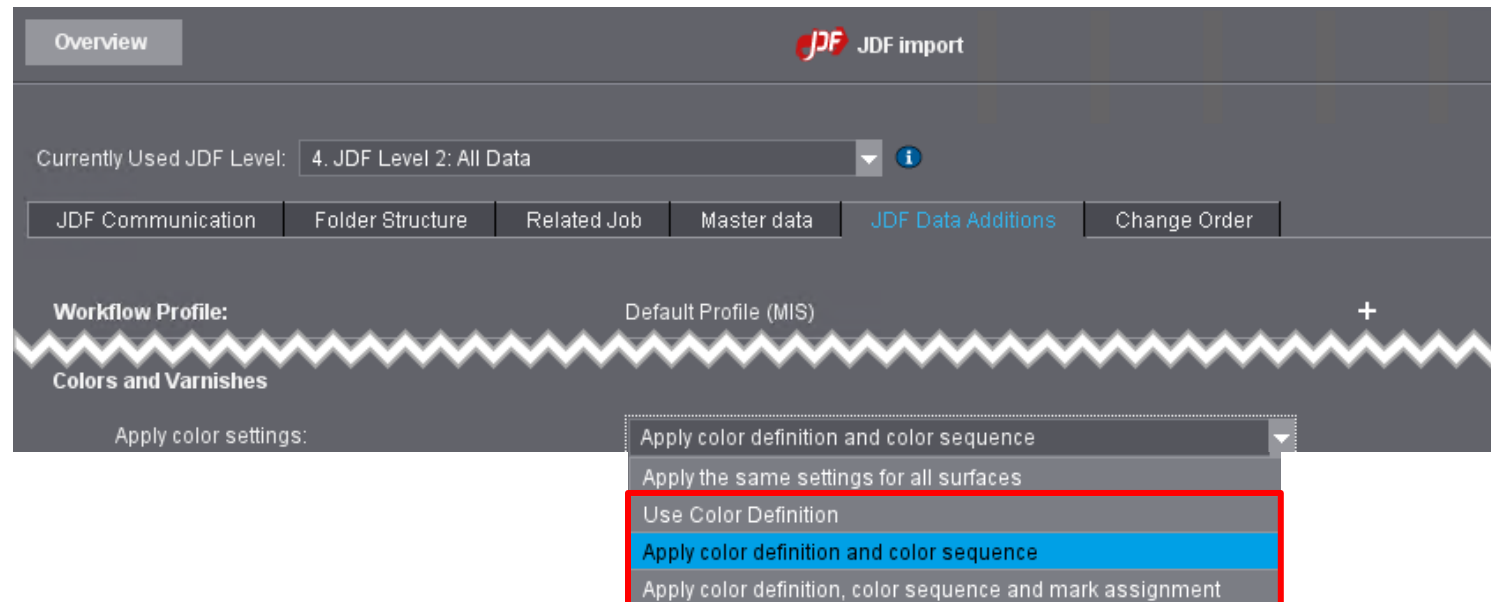 Overview
JDF JDF import
Currently Used JDF Level: 4. JDF Level 2: All Data i
JDF Communication Folder Structure Related Job Master data JDF Data Additions Change Order
Workflow Profile: Default Profile (MIS) +
Colors and Varnishes
Apply color settings: Apply color definition and color sequence
Apply the same settings for all surfaces
Use Color Definition
Apply color definition and color sequence
Apply color definition, color sequence and mark assignment